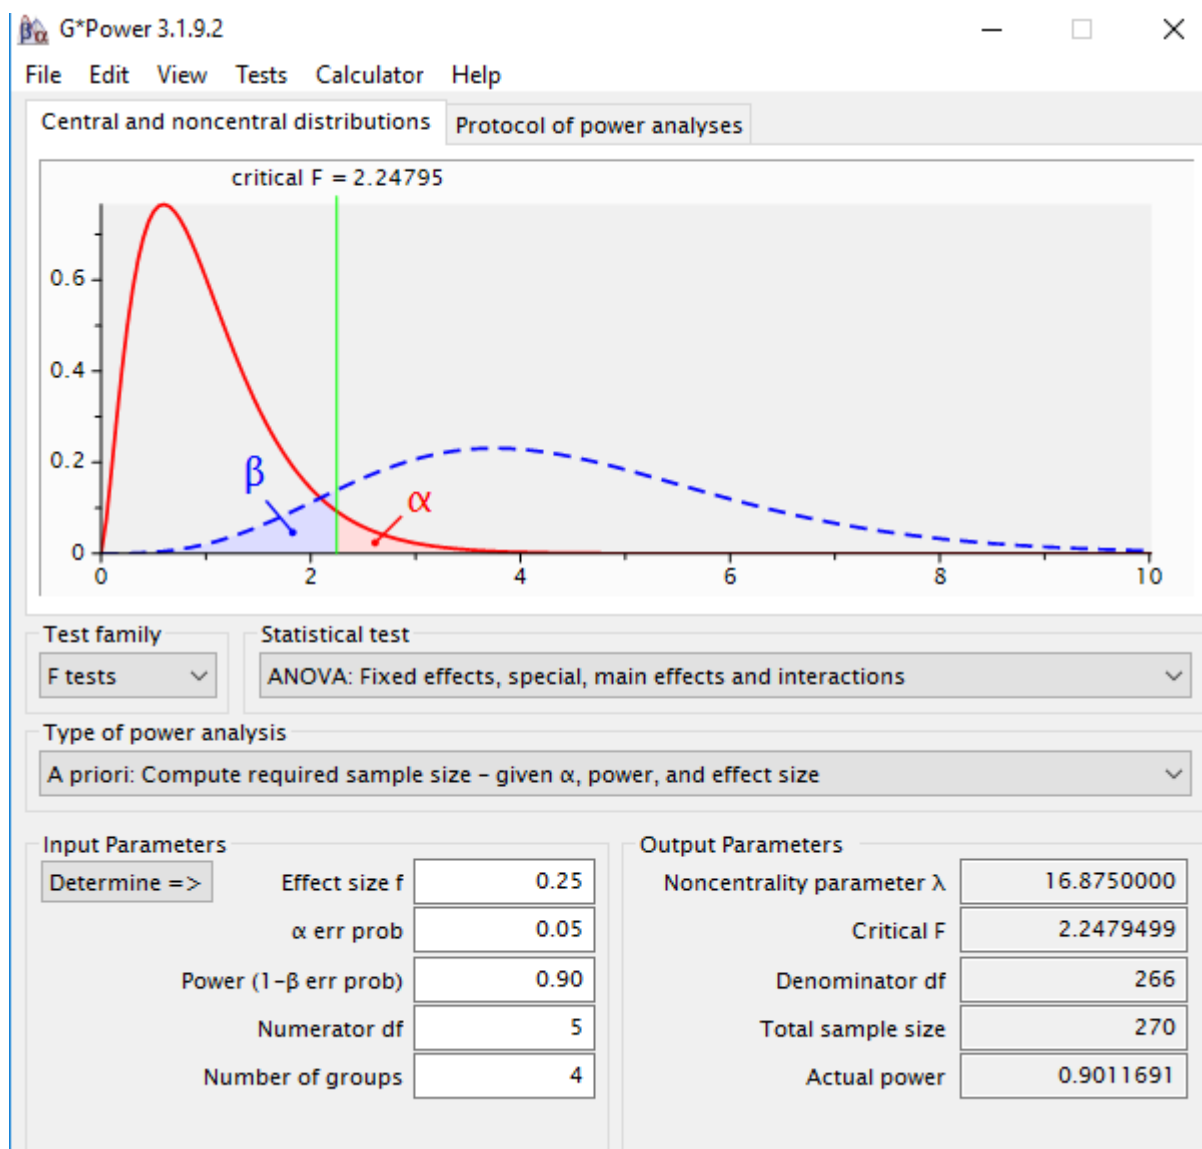 G*Power 3.1.9.2
File Edit View Tests Calculator Help
Central and noncentral distributions
Protocol of power analyses
critical F = 2.24795
0.6
0.4
0.2
0
β
α
0 2 4 6 8 10
Test family
Statistical test
F tests
ANOVA: Fixed effects, special, main effects and interactions
Type of power analysis
A priori: Compute required sample size – given α, power, and effect size
Input Parameters
Determine =>
Effect size f 0.25
α err prob 0.05
Power (1–β err prob) 0.90
Numerator df 5
Number of groups 4
Output Parameters
Noncentrality parameter λ 16.8750000
Critical F 2.2479499
Denominator df 266
Total sample size 270
Actual power 0.9011691